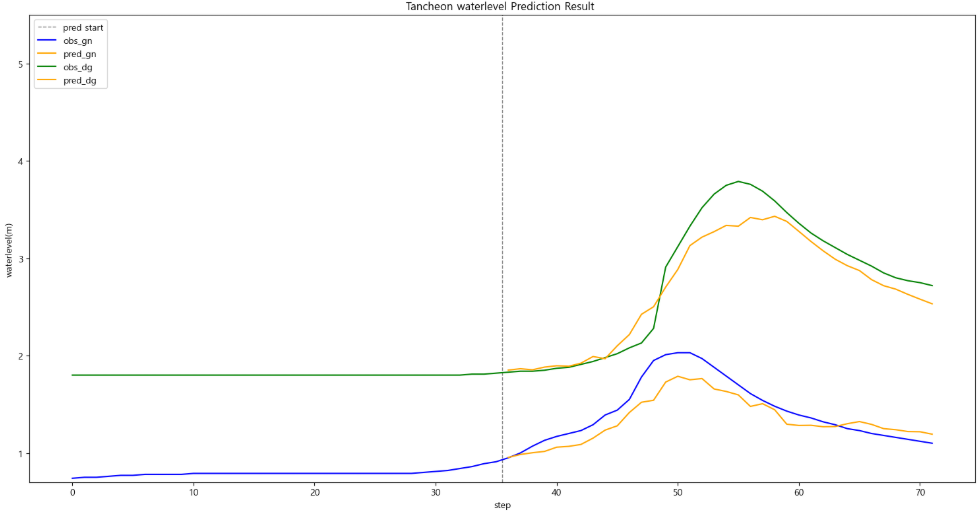 Tancheon waterlevel Prediction Result
pred start
obs_gn
pred_gn
obs_dg
pred_dg
5
4
3
2
1
waterlevel(m)
0 10 20 30 40 50 60 70
step